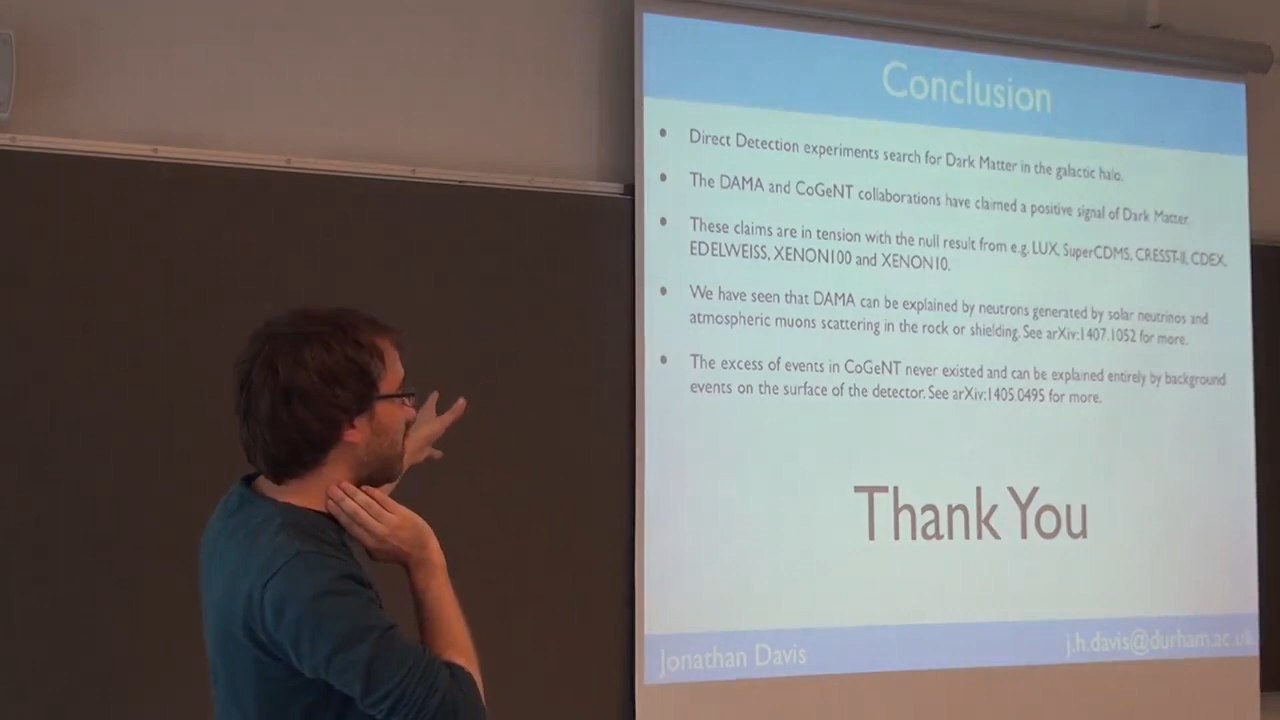 Conclusion
• Direct Detection experiments search for Dark Matter in the galactic halo.
• The DAMA and CoGeNT collaborations have claimed a positive signal of Dark Matter.
• These claims are in tension with the null result from e.g. LUX, SuperCDMS, CRESST-II, CDEX,
EDELWEISS, XENON100 and XENON10.
• We have seen that DAMA can be explained by neutrons generated by solar neutrinos and
atmospheric muons scattering in the rock or shielding. See arXiv:1407.1052 for more.
• The excess of events in CoGeNT never existed and can be explained entirely by background
events on the surface of the detector. See arXiv:1405.0495 for more.
Thank You
Jonathan Davis
j.h.davis@durham.ac.uk